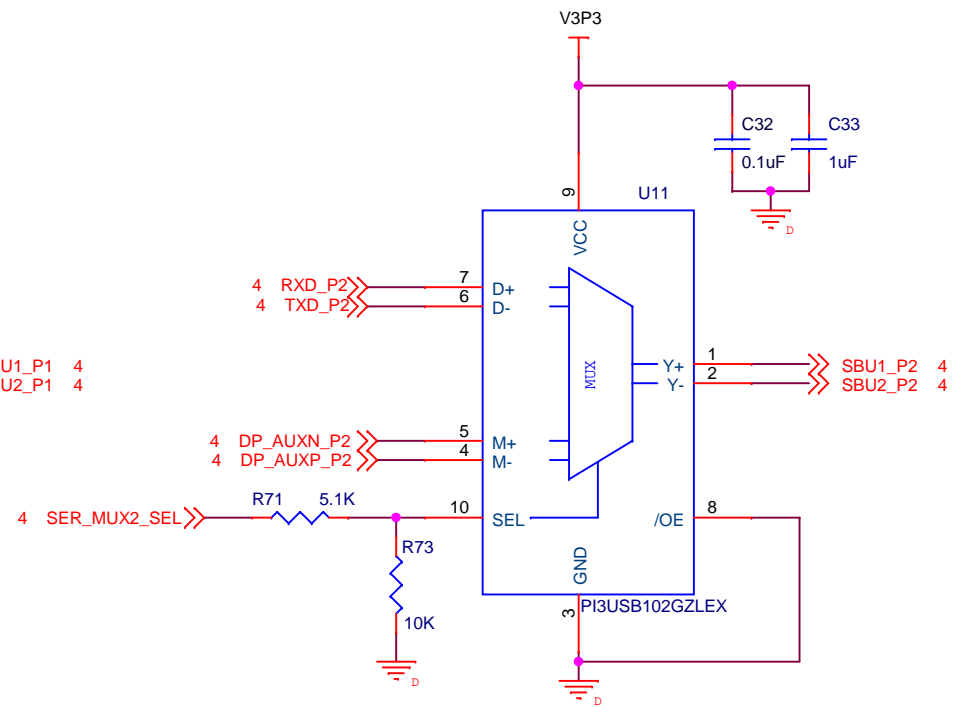 V3P3
C32
C33
0.1uF
1uF
D
9
U11
VCC
4 RXD_P2
7
D+
4 TXD_P2
6
D-
MUX
U1_P1 4
U2_P1 4
Y+
1
SBU1_P2 4
Y-
2
SBU2_P2 4
4 DP_AUXN_P2
5
M+
4 DP_AUXP_P2
4
M-
R71 5.1K
4 SER_MUX2_SEL
10
SEL
/OE
8
R73
10K
D
GND
3
PI3USB102GZLEX
D